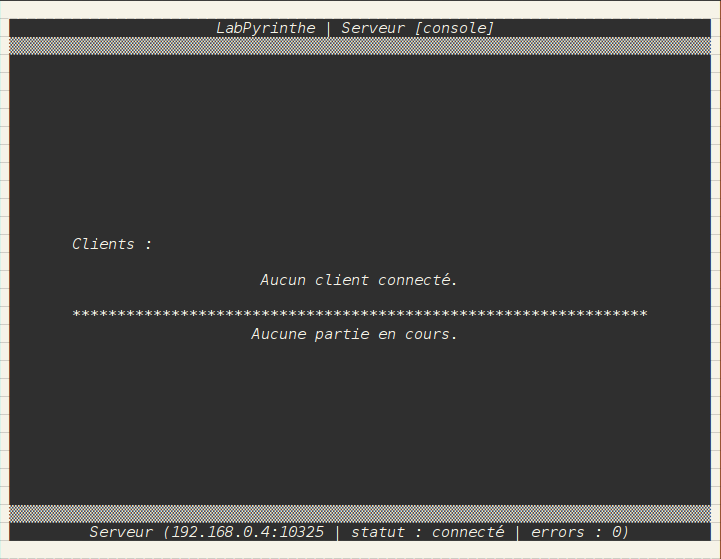 LabPyrinthe | Serveur [console]
Clients :
Aucun client connecté.
****************************************************************
Aucune partie en cours.
Serveur (192.168.0.4:10325 | statut : connecté | errors : 0)